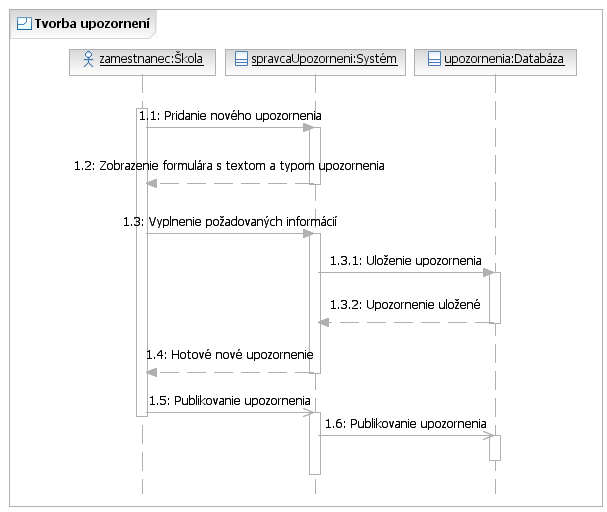 Tvorba upozornení
zamestnanec:Škola
spravcaUpozorneni:Systém
upozornenia:Databáza
1.1: Pridanie nového upozornenia
1.2: Zobrazenie formulára s textom a typom upozornenia
1.3: Vyplnenie požadovaných informácií
1.3.1: Uloženie upozornenia
1.3.2: Upozornenie uložené
1.4: Hotové nové upozornenie
1.5: Publikovanie upozornenia
1.6: Publikovanie upozornenia